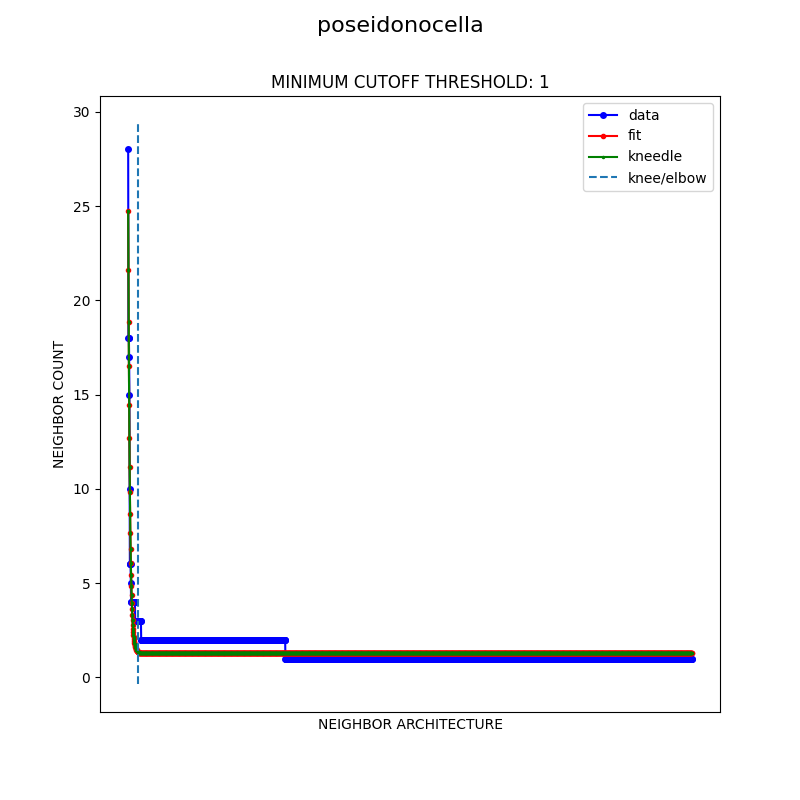 poseidonocella
MINIMUM CUTOFF THRESHOLD: 1
30
25
20
15
10
5
0
NEIGHBOR COUNT
NEIGHBOR ARCHITECTURE
data
fit
kneedle
knee/elbow